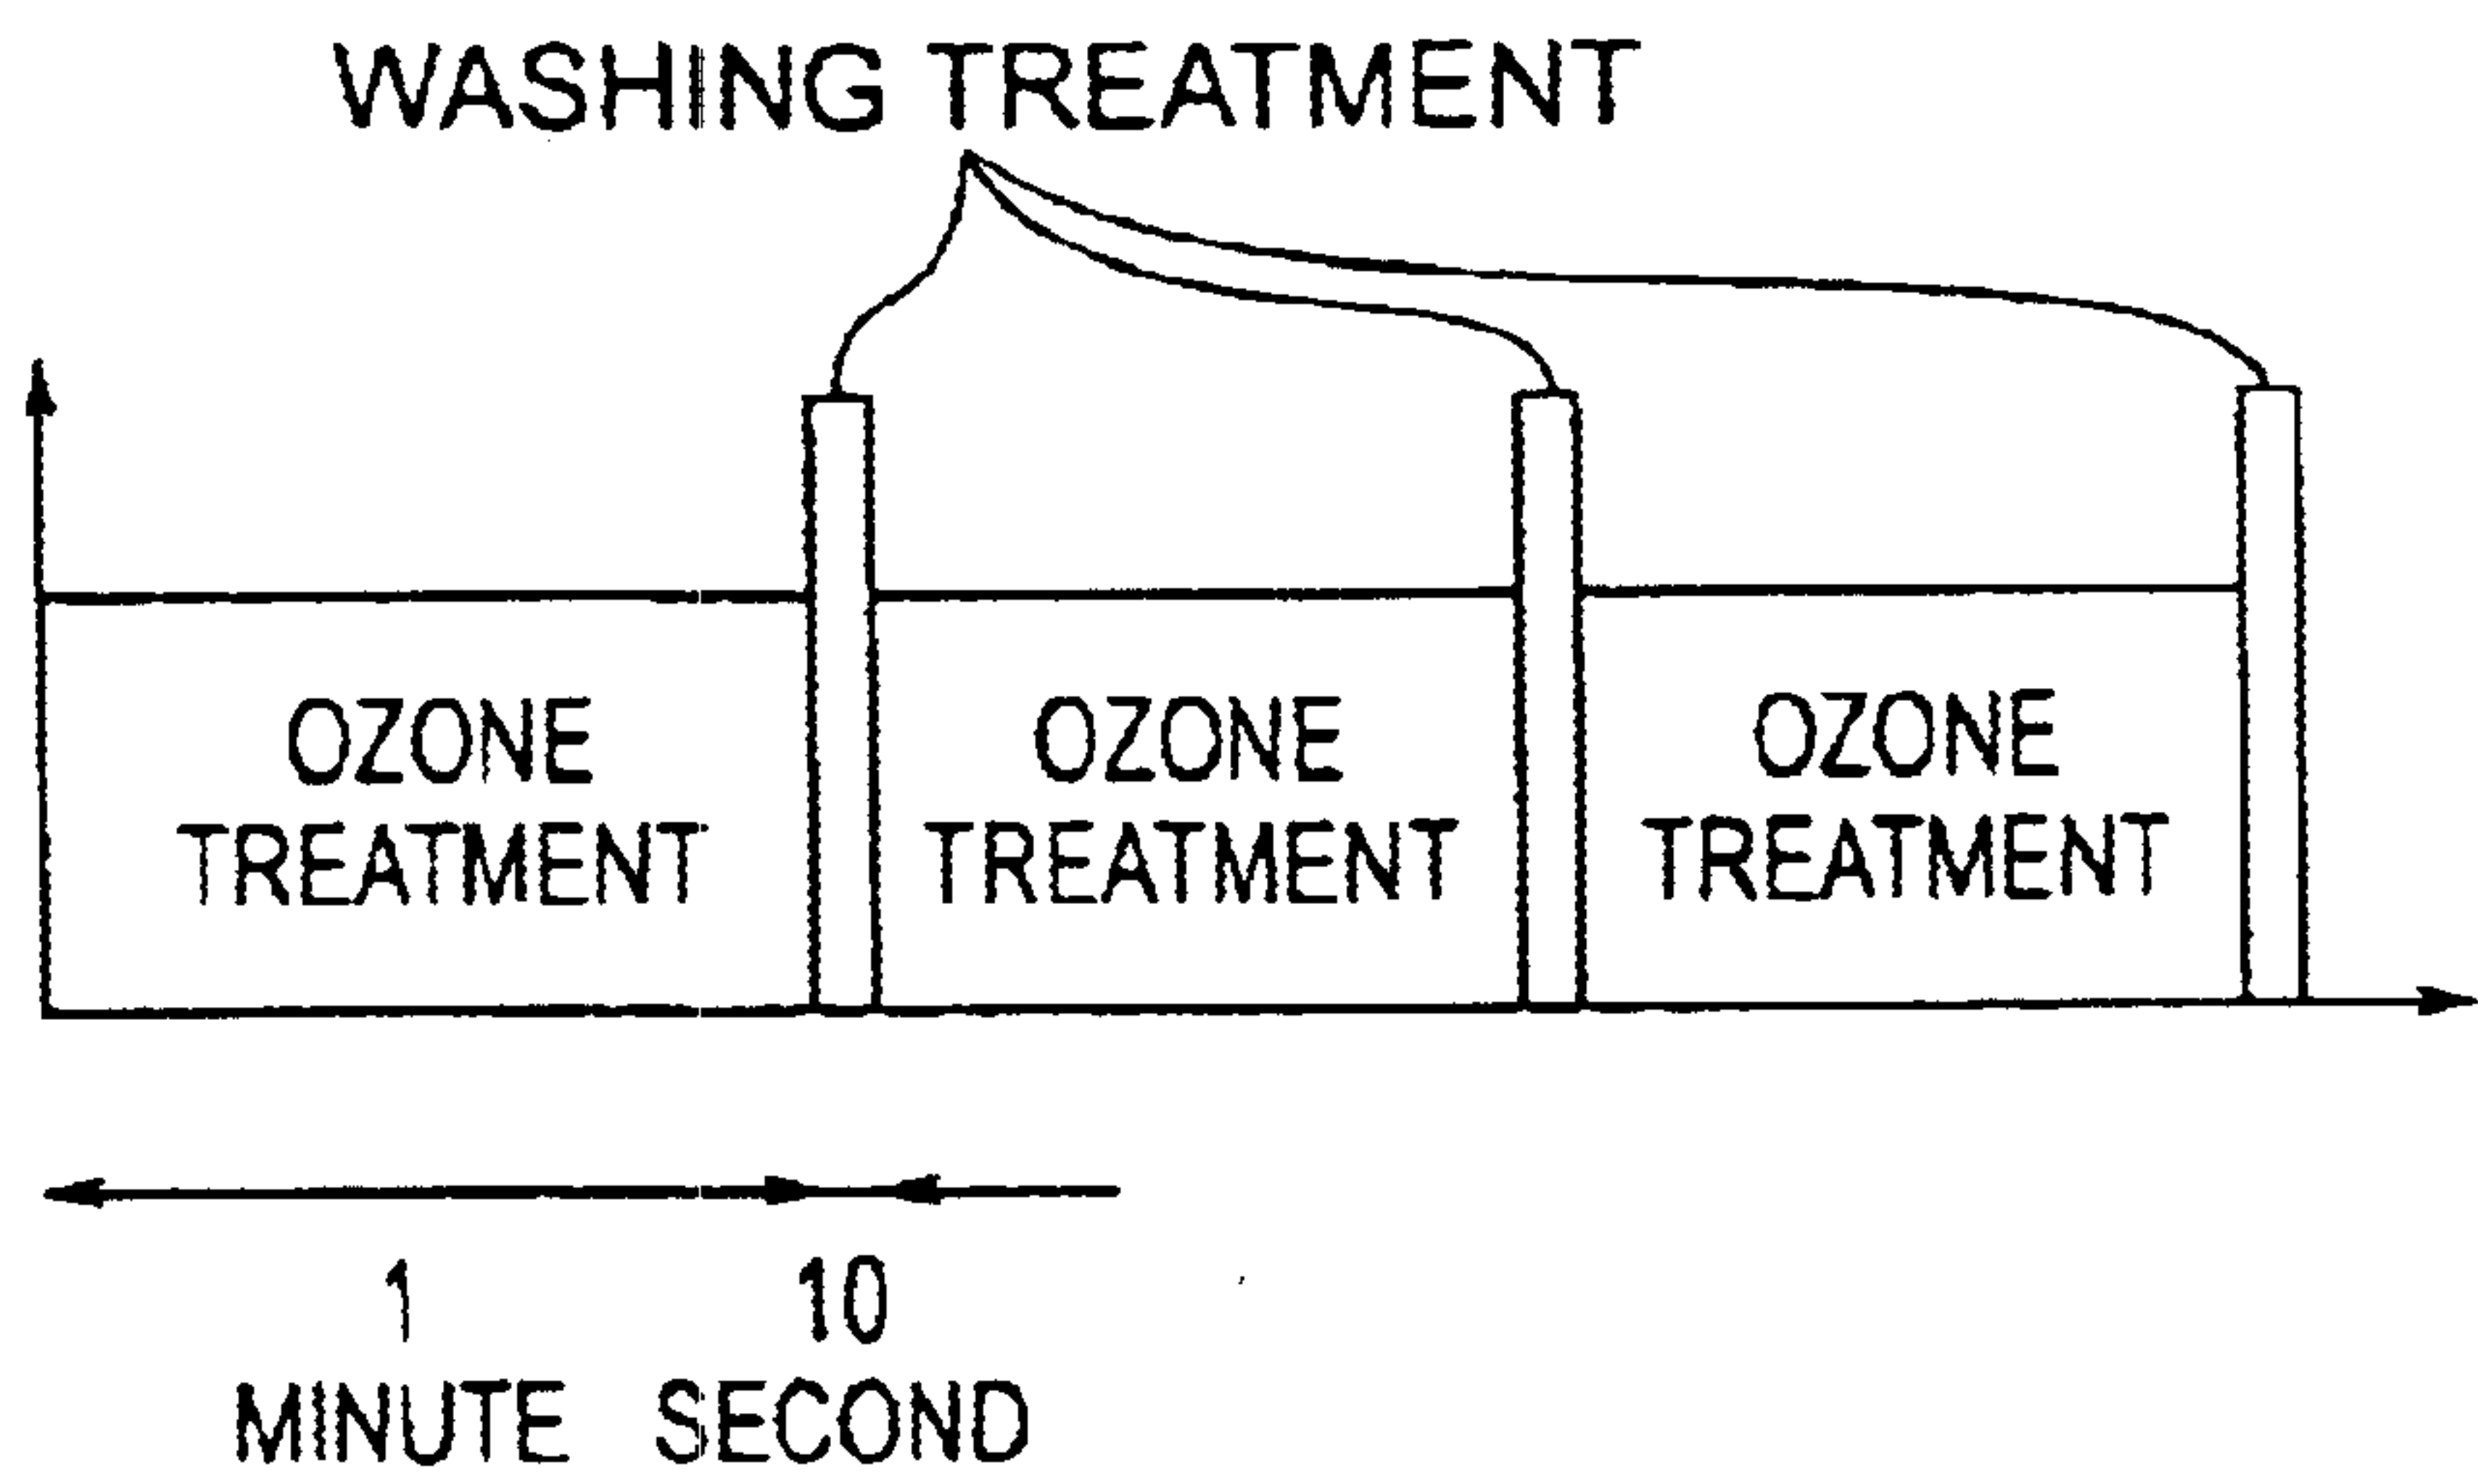 WASHING TREATMENT
OZONE
TREATMENT
OZONE
TREATMENT
OZONE
TREATMENT
1
MINUTE
10
SECOND